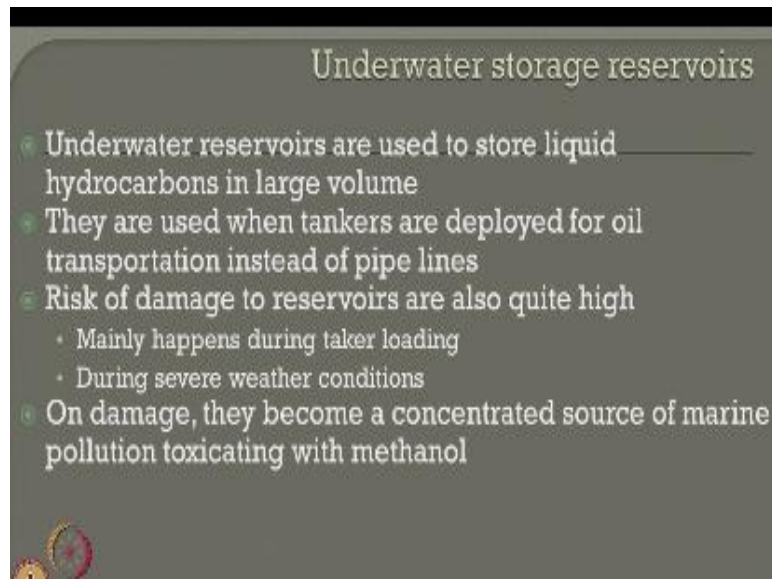 Underwater storage reservoirs
Underwater reservoirs are used to store liquid
hydrocarbons in large volume
They are used when tankers are deployed for oil
transportation instead of pipe lines
Risk of damage to reservoirs are also quite high
Mainly happens during taker loading
During severe weather conditions
On damage, they become a concentrated source of marine
pollution toxicating with methanol